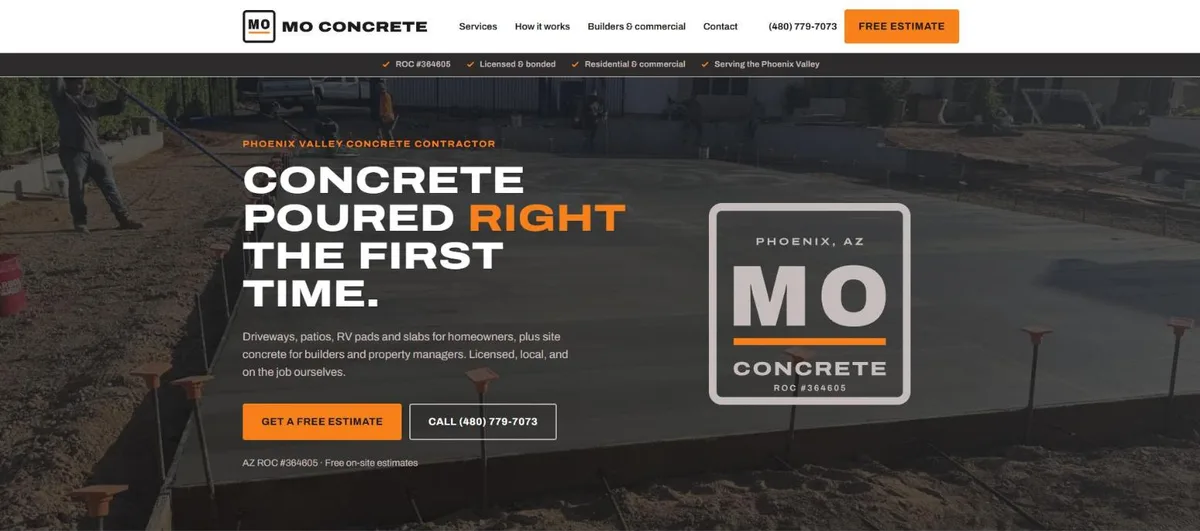 MO
MO CONCRETE
Services
How it works
Builders & commercial
Contact
(480) 779-7073
FREE ESTIMATE
ROC #364605
Licensed & bonded
Residential & commercial
Serving the Phoenix Valley
PHOENIX VALLEY CONCRETE CONTRACTOR
CONCRETE
POURED RIGHT
THE FIRST
TIME.
Driveways, patios, RV pads and slabs for homeowners, plus site
concrete for builders and property managers. Licensed, local, and
on the job ourselves.
GET A FREE ESTIMATE
CALL (480) 779-7073
AZ ROC #364605 · Free on-site estimates
PHOENIX, AZ
MO
CONCRETE
ROC #364605